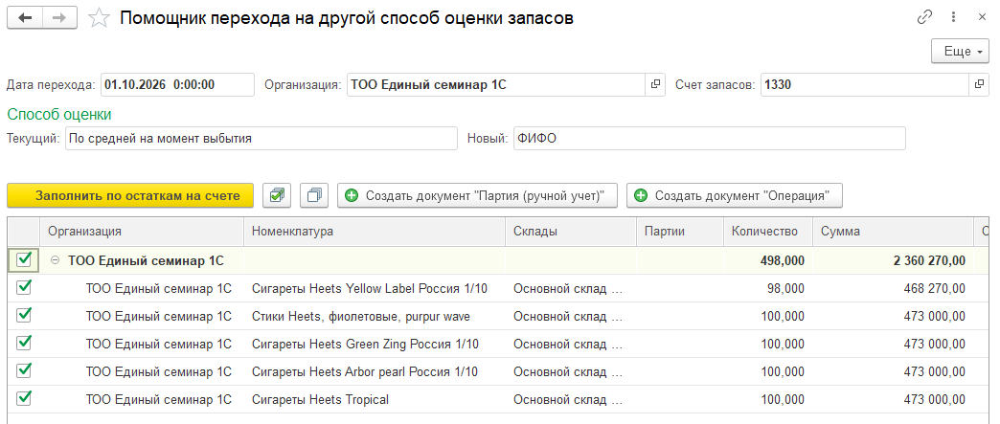 Помощник перехода на другой способ оценки запасов
Еще
Дата перехода: 01.10.2026 0:00:00 Организация: ТОО Единый семинар 1С Счет запасов: 1330
Способ оценки
Текущий: По средней на момент выбытия Новый: ФИФО
Заполнить по остаткам на счете Создать документ "Партия (ручной учет)" Создать документ "Операция"
Организация Номенклатура Склады Партии Количество Сумма С
ТОО Единый семинар 1С 498,000 2 360 270,00
ТОО Единый семинар 1С Сигареты Heets Yellow Label Россия 1/10 Основной склад ... 98,000 468 270,00
ТОО Единый семинар 1С Стики Heets, фиолетовые, purpur wave Основной склад ... 100,000 473 000,00
ТОО Единый семинар 1С Сигареты Heets Green Zing Россия 1/10 Основной склад ... 100,000 473 000,00
ТОО Единый семинар 1С Сигареты Heets Arbor pearl Россия 1/10 Основной склад ... 100,000 473 000,00
ТОО Единый семинар 1С Сигареты Heets Tropical Основной склад ... 100,000 473 000,00